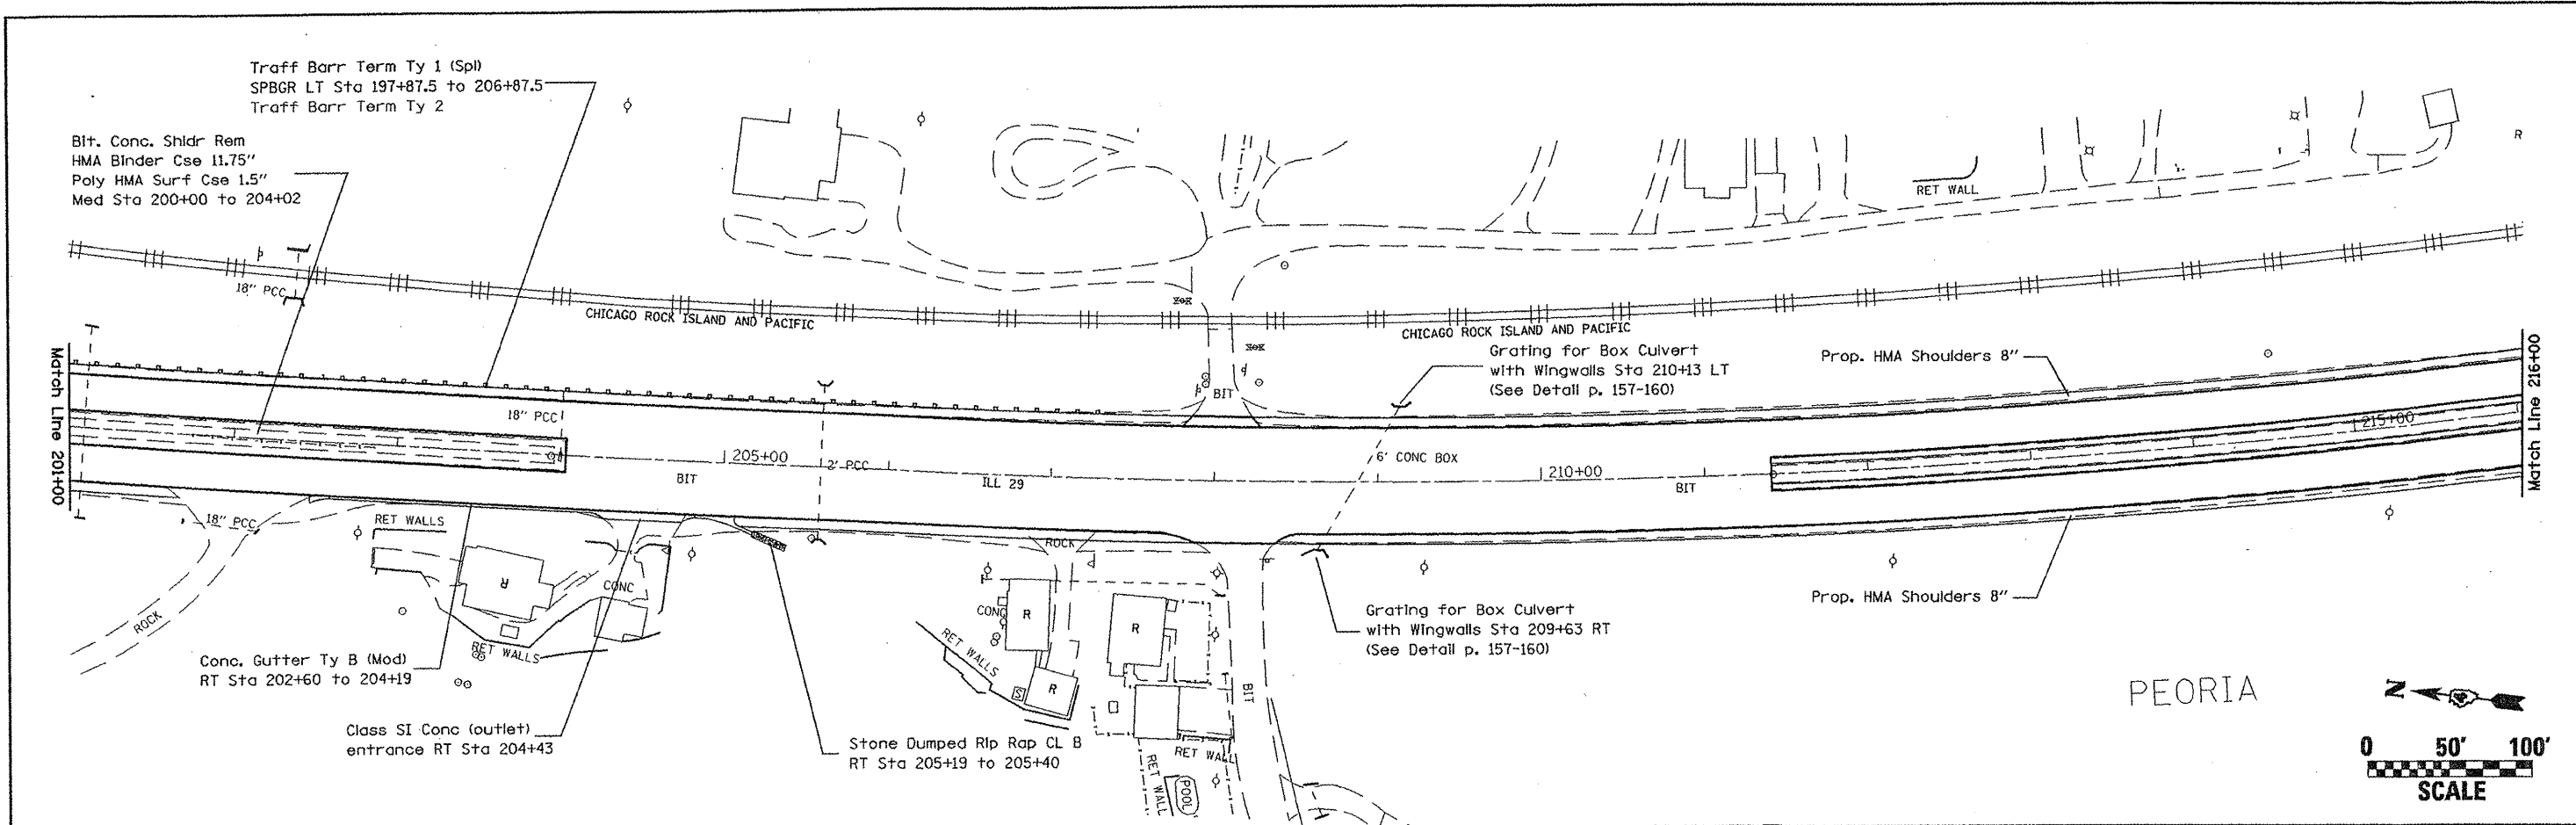 Traff Barr Term Ty 1 (Spl)
SPBGR LT Sta 197+87.5 to 206+87.5
Traff Barr Term Ty 2
Bit. Conc. Shldr Rem
HMA Binder Cse 11.75"
Poly HMA Surf Cse 1.5"
Med Sta 200+00 to 204+02
RET WALL
R
18" PCC
CHICAGO ROCK ISLAND AND PACIFIC
CHICAGO ROCK ISLAND AND PACIFIC
Grating for Box Culvert
with Wingwalls Sta 210+13 LT
(See Detail p. 157-160)
Prop. HMA Shoulders 8"
Match Line 201+00
Match Line 216+00
18" PCC
BIT
215+00
205+00
2' PCC
BIT
ILL 29
6' CONC BOX
210+00
BIT
18" PCC
RET WALLS
ROCK
ROCK
R
CONC
RET WALLS
CONC
R
R
R
S
RET WALLS
BIT
RET WALL
RET WALL
POOL
Conc. Gutter Ty B (Mod)
RT Sta 202+60 to 204+19
Class SI Conc (outlet)
entrance RT Sta 204+43
Stone Dumped Rip Rap CL B
RT Sta 205+19 to 205+40
Grating for Box Culvert
with Wingwalls Sta 209+63 RT
(See Detail p. 157-160)
Prop. HMA Shoulders 8"
PEORIA
N
0 50' 100'
SCALE